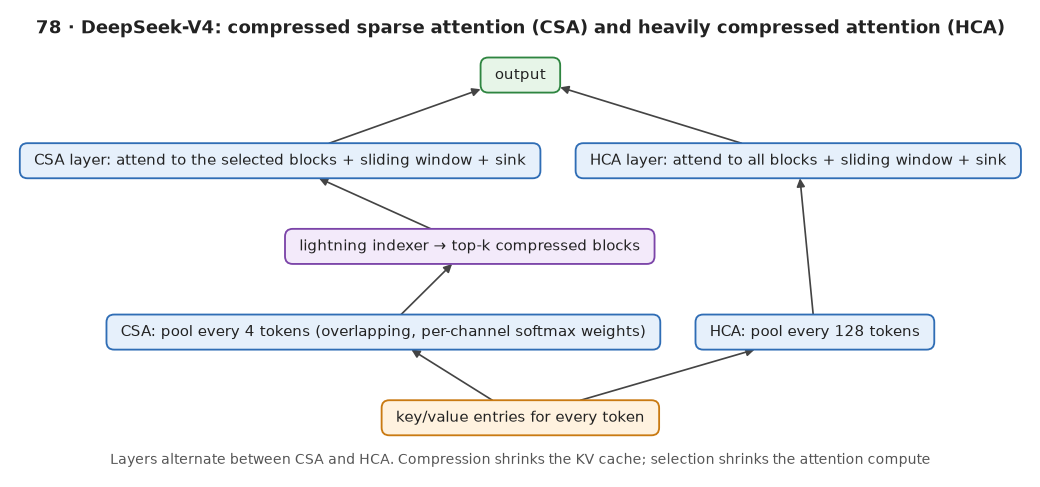 78 · DeepSeek-V4: compressed sparse attention (CSA) and heavily compressed attention (HCA)
output
CSA layer: attend to the selected blocks + sliding window + sink
HCA layer: attend to all blocks + sliding window + sink
lightning indexer → top-k compressed blocks
CSA: pool every 4 tokens (overlapping, per-channel softmax weights)
HCA: pool every 128 tokens
key/value entries for every token
Layers alternate between CSA and HCA. Compression shrinks the KV cache; selection shrinks the attention compute